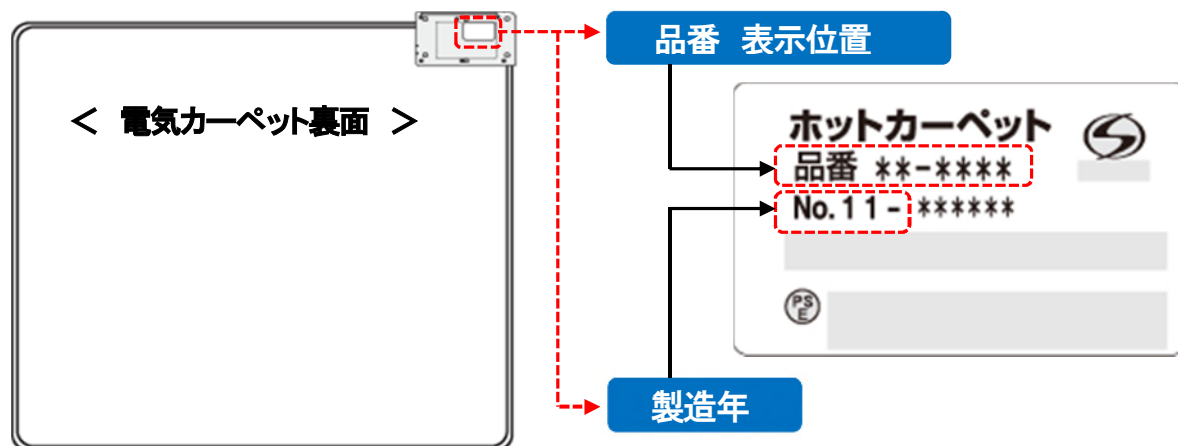 品番 表示位置
＜ 電気カーペット裏面 ＞
ホットカーペット
品番 **-****
No.11- ******
PS
E
製造年